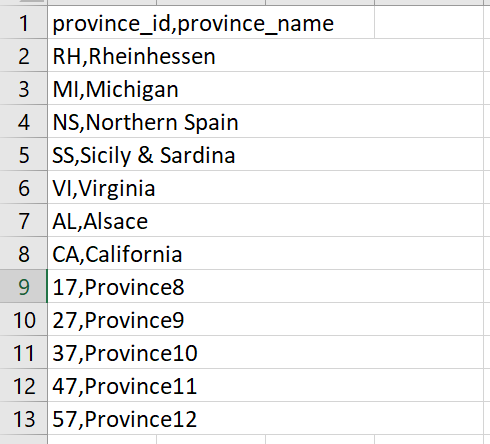 1 province_id,province_name
2 RH,Rheinhessen
3 MI,Michigan
4 NS,Northern Spain
5 SS,Sicily & Sardina
6 VI,Virginia
7 AL,Alsace
8 CA,California
9 17,Province8
10 27,Province9
11 37,Province10
12 47,Province11
13 57,Province12